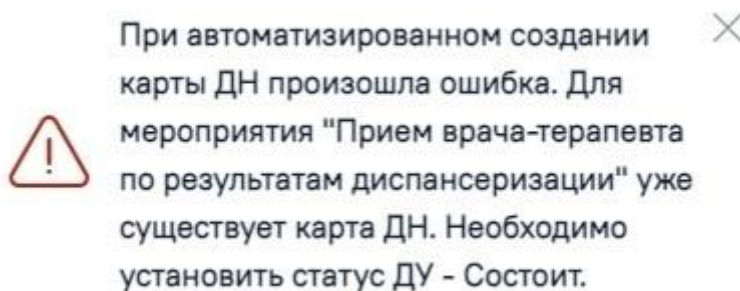 При автоматизированном создании
карты ДН произошла ошибка. Для
мероприятия "Прием врача-терапевта
по результатам диспансеризации" уже
существует карта ДН. Необходимо
установить статус ДУ - Состоит.